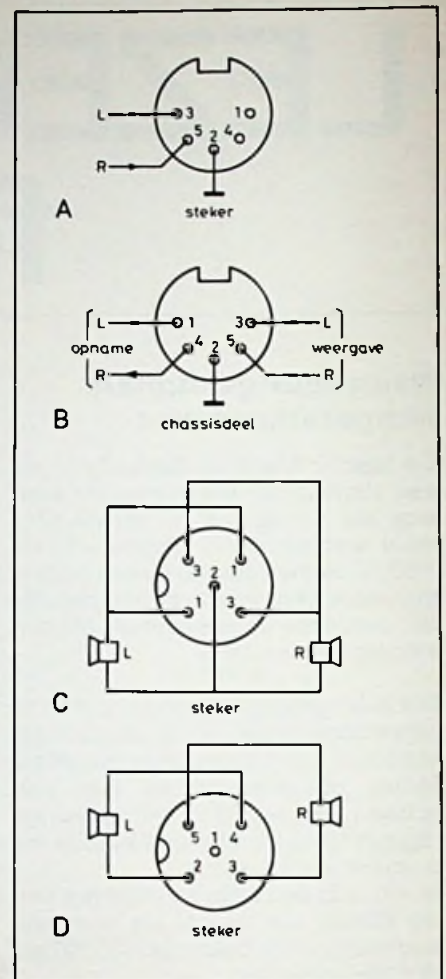 L 3 1
R 5 2 4
A
steker
L 1 3 L
opname 4 2 5 weergave
R R
B
chassisdeel
3 2 1
1 3
L R
C
steker
5 1 4
L R
2 3
D
steker